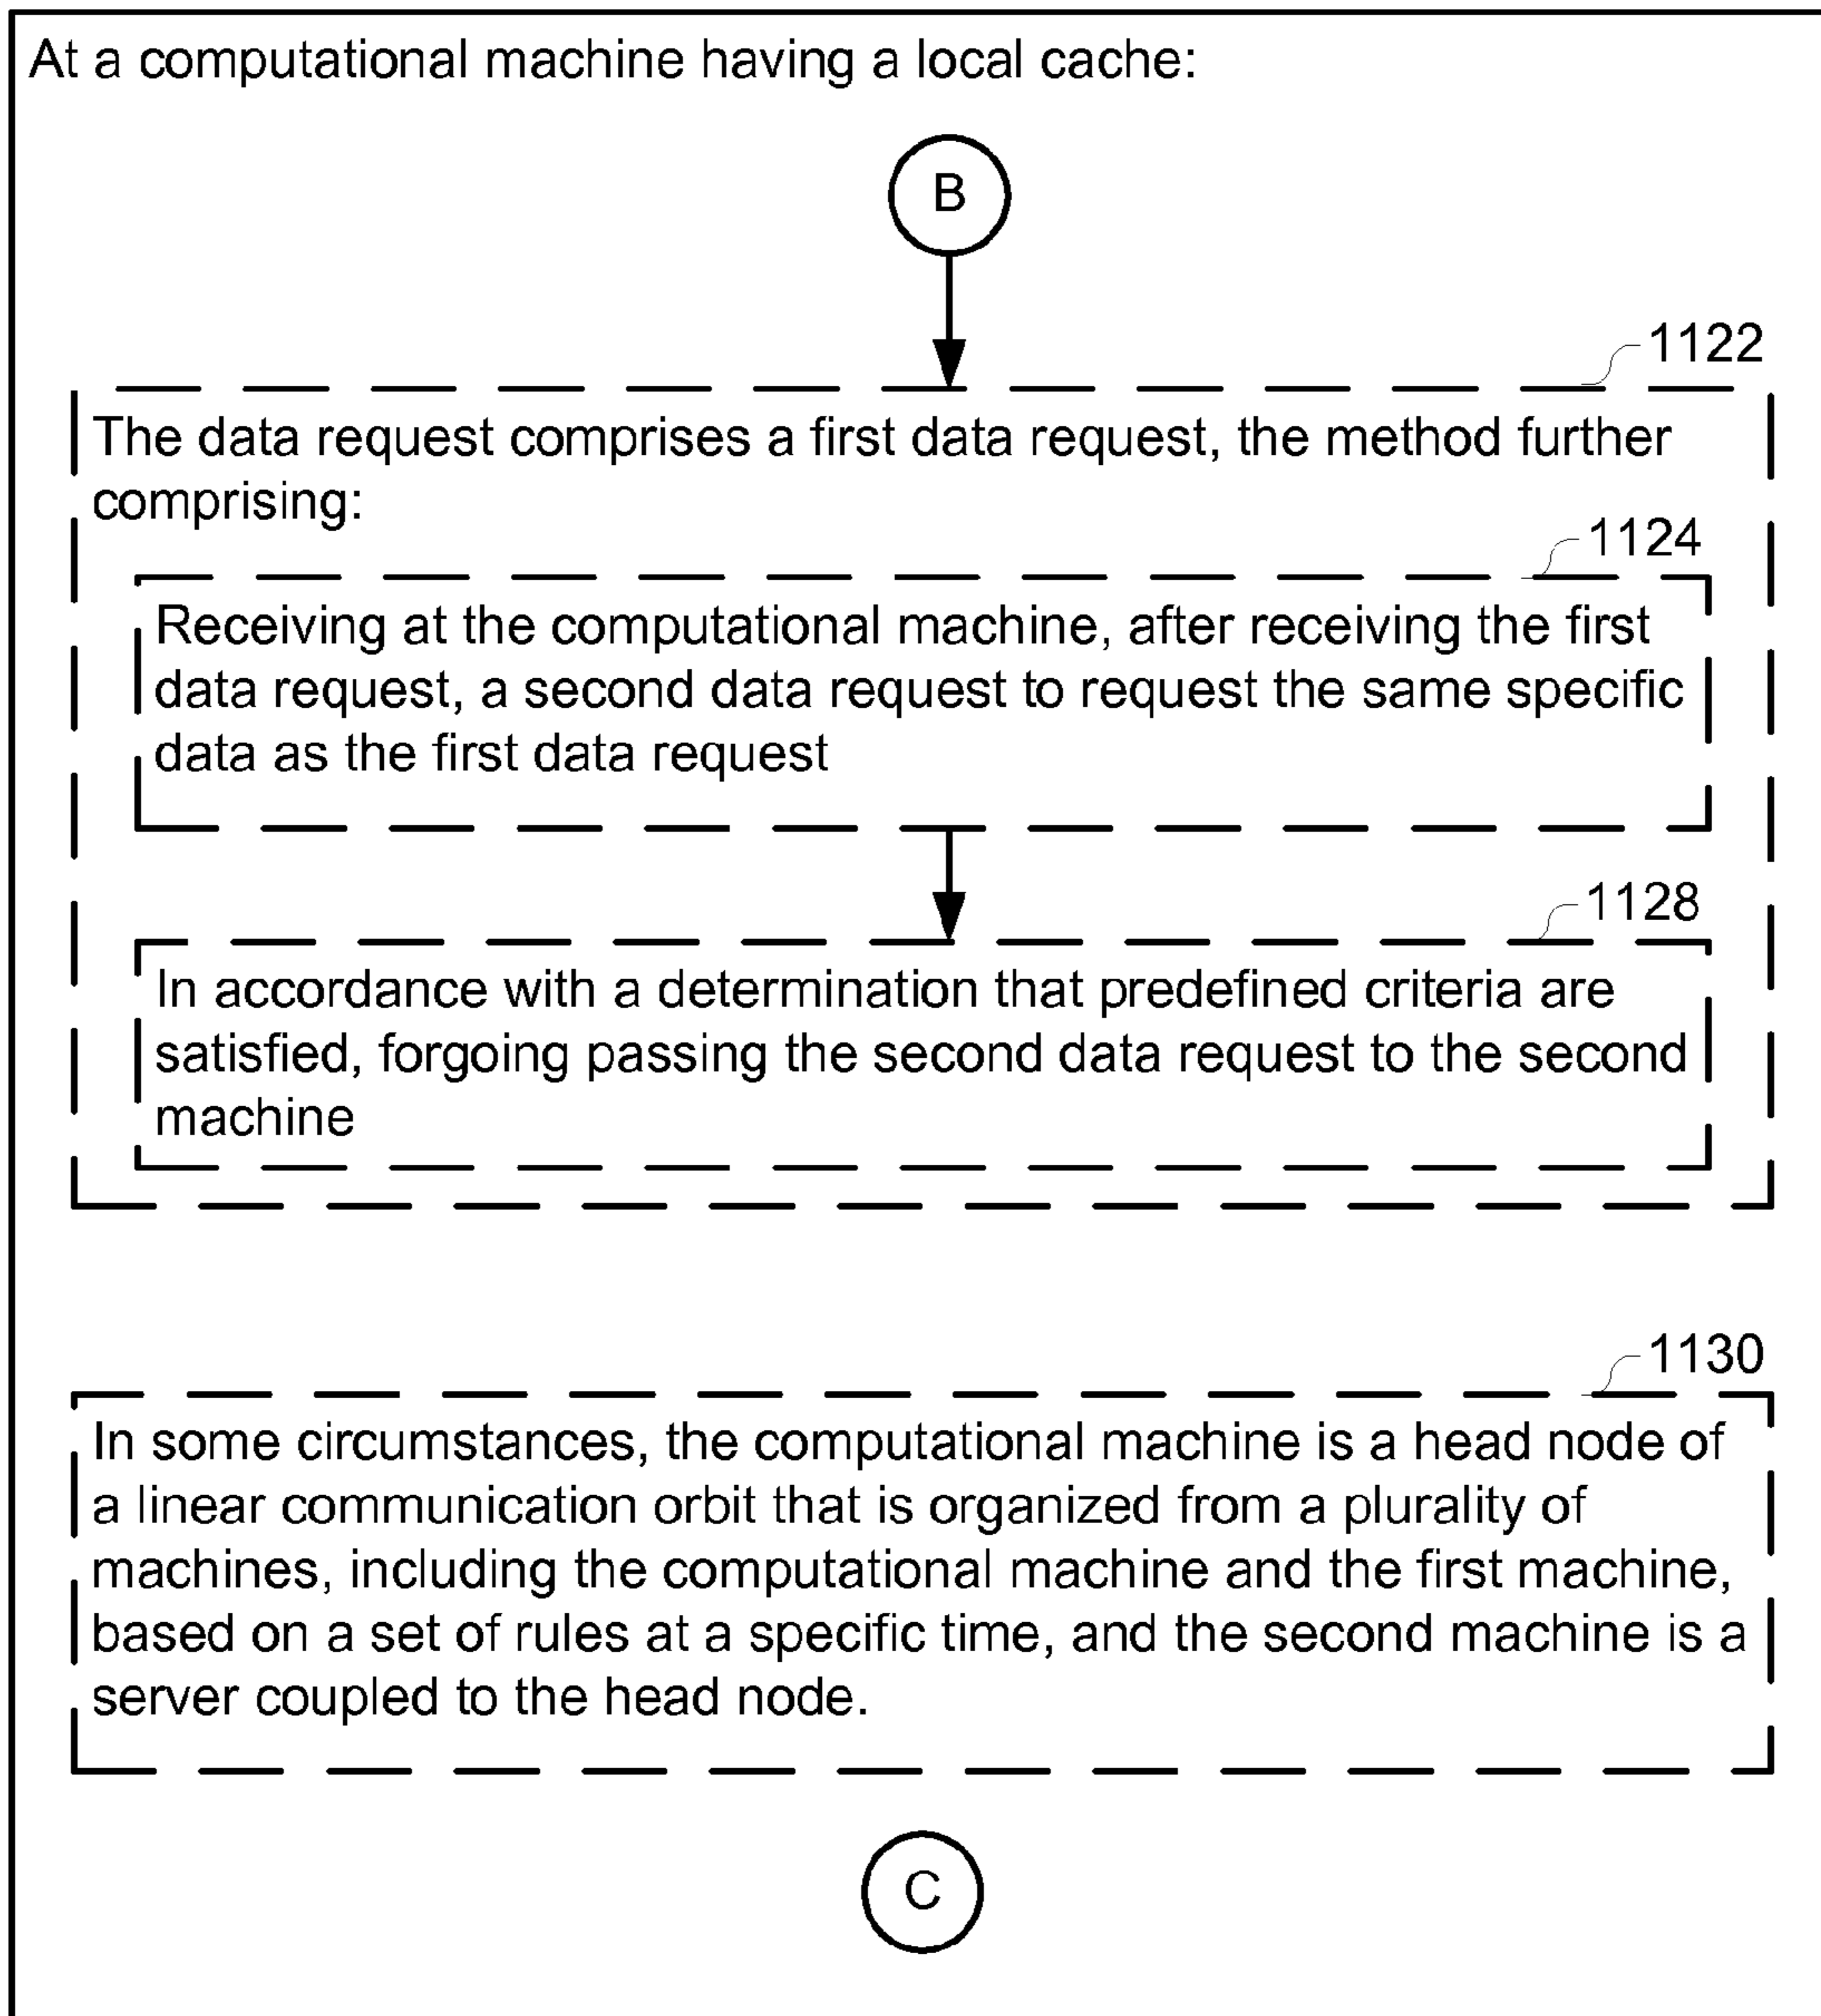 At a computational machine having a local cache:
B
1122
The data request comprises a first data request, the method further
comprising:
1124
Receiving at the computational machine, after receiving the first
data request, a second data request to request the same specific
data as the first data request
1128
In accordance with a determination that predefined criteria are
satisfied, forgoing passing the second data request to the second
machine
1130
In some circumstances, the computational machine is a head node of
a linear communication orbit that is organized from a plurality of
machines, including the computational machine and the first machine,
based on a set of rules at a specific time, and the second machine is a
server coupled to the head node.
C